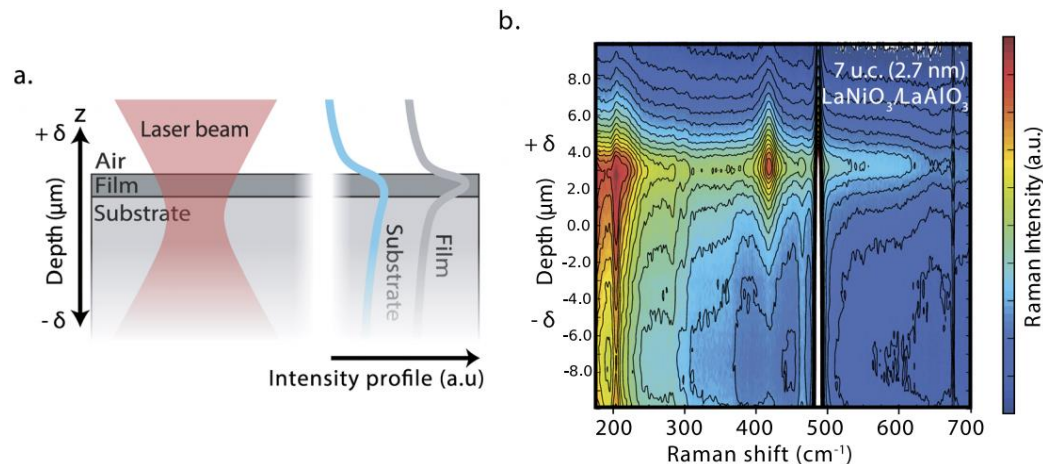 a.
z
+ δ
Depth (μm)
- δ
Laser beam
Air
Film
Substrate
Substrate
Film
Intensity profile (a.u)
b.
7 u.c. (2.7 nm)
LaNiO₃/LaAlO₃
+ δ
Depth (μm)
- δ
8.0
6.0
4.0
2.0
0.0
-2.0
-4.0
-6.0
-8.0
200 300 400 500 600 700
Raman shift (cm⁻¹)
Raman Intensity (a.u.)